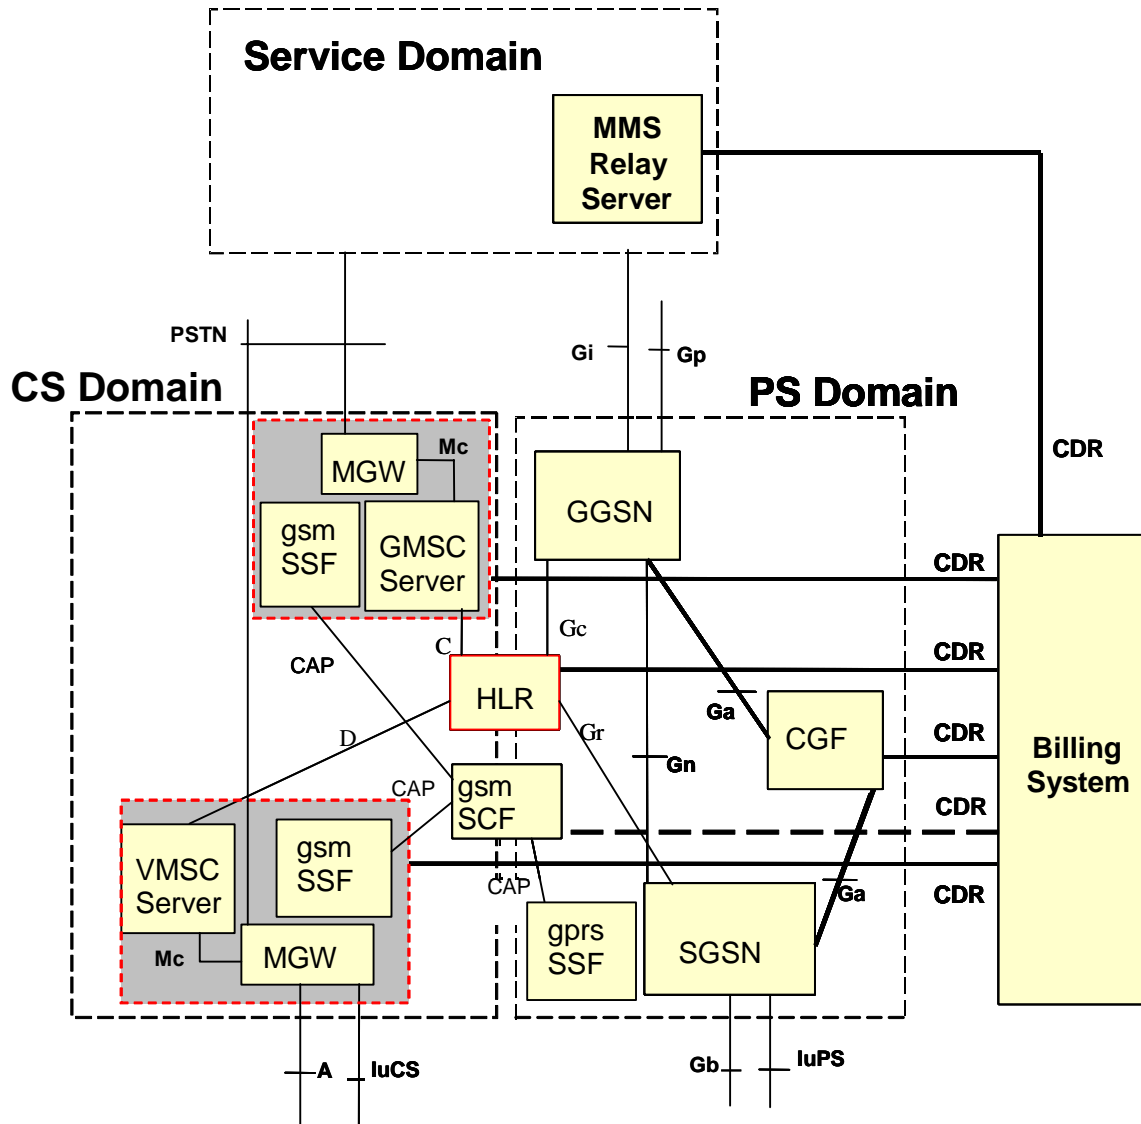 Service Domain
MMS
Relay
Server
PSTN
Gi
Gp
CS Domain
PS Domain
CDR
MGW
Mc
gsm
SSF
GMSC
Server
GGSN
CDR
C
Gc
CAP
CDR
HLR
Ga
D
Gr
CGF
CDR
Billing
System
Gn
CAP
gsm
SCF
CDR
VMSC
Server
gsm
SSF
CAP
Ga
CDR
gprs
SSF
SGSN
Mc
MGW
A
IuCS
Gb
IuPS